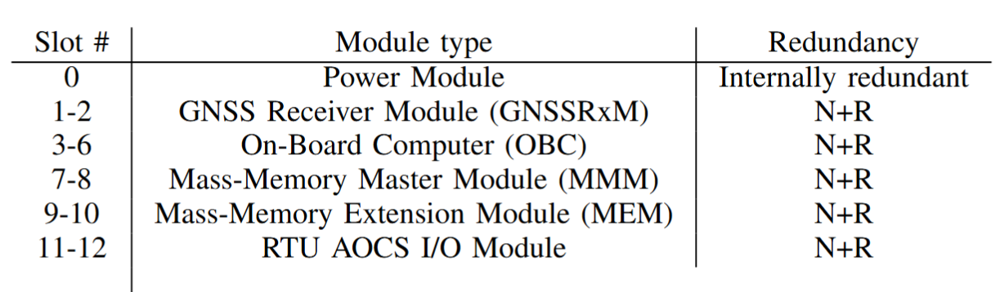 Slot # Module type Redundancy
0 Power Module Internally redundant
1-2 GNSS Receiver Module (GNSSRxM) N+R
3-6 On-Board Computer (OBC) N+R
7-8 Mass-Memory Master Module (MMM) N+R
9-10 Mass-Memory Extension Module (MEM) N+R
11-12 RTU AOCS I/O Module N+R